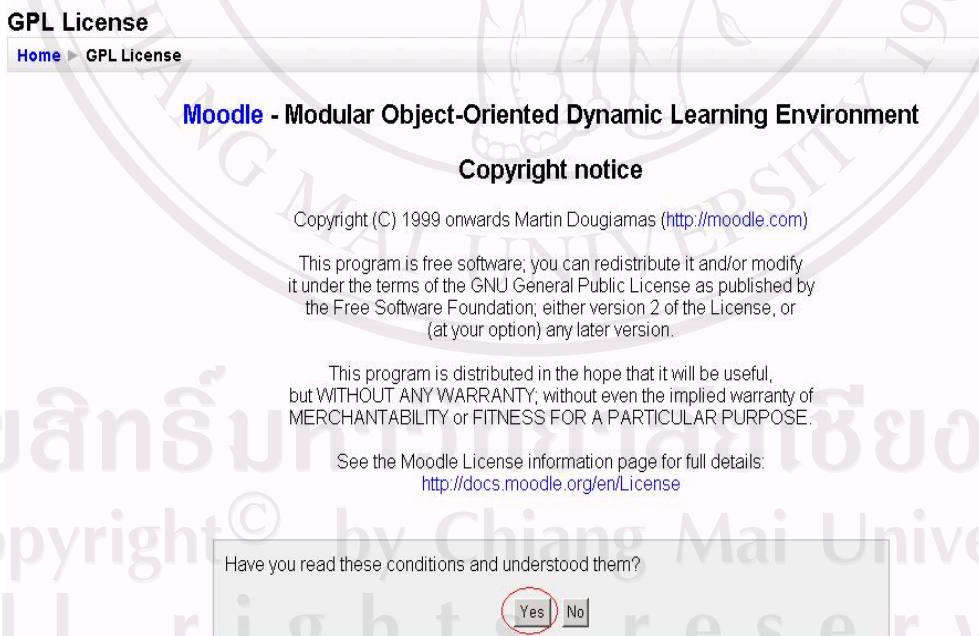 GPL License
Home ► GPL License
Moodle - Modular Object-Oriented Dynamic Learning Environment
Copyright notice
Copyright (C) 1999 onwards Martin Dougiamas (http://moodle.com)
This program is free software; you can redistribute it and/or modify
it under the terms of the GNU General Public License as published by
the Free Software Foundation; either version 2 of the License, or
(at your option) any later version.
This program is distributed in the hope that it will be useful,
but WITHOUT ANY WARRANTY; without even the implied warranty of
MERCHANTABILITY or FITNESS FOR A PARTICULAR PURPOSE.
See the Moodle License information page for full details:
http://docs.moodle.org/en/License
Have you read these conditions and understood them?
Yes No
MAI UNIVERSITY
by Chiang Mai
rights